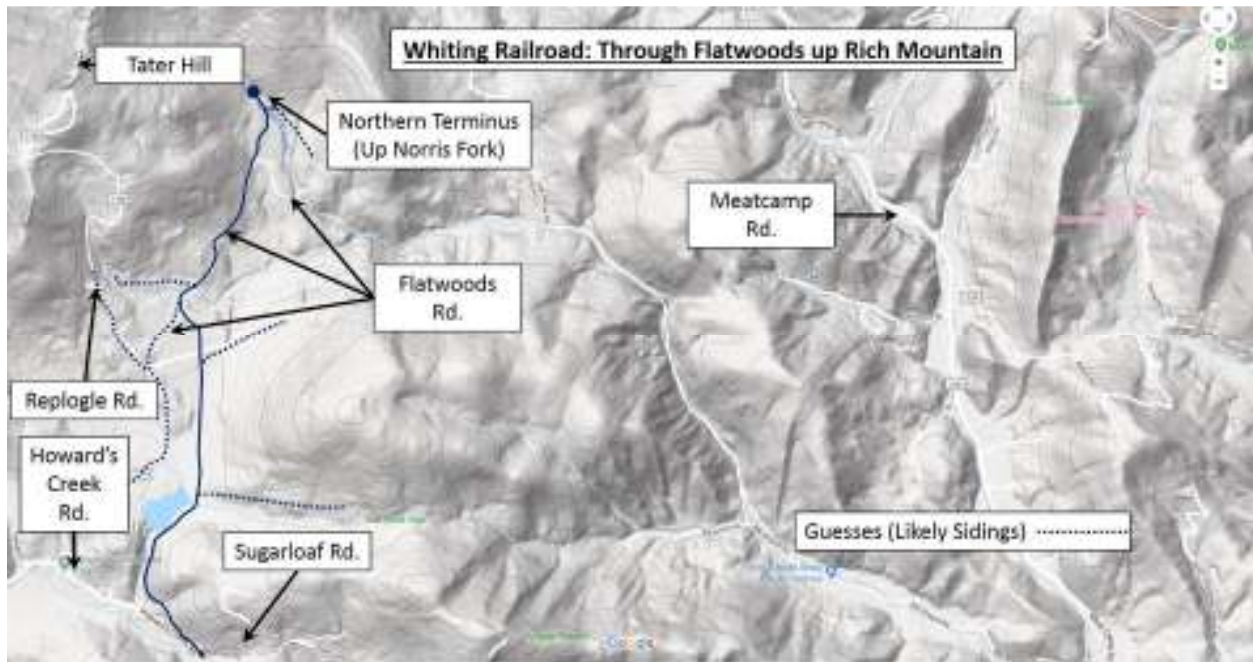 Whiting Railroad: Through Flatwoods up Rich Mountain
Tater Hill
Northern Terminus
(Up Norris Fork)
Meatcamp
Rd.
Flatwoods
Rd.
Replogle Rd.
Howard's
Creek
Rd.
Sugarloaf Rd.
Guesses (Likely Sidings)
Google